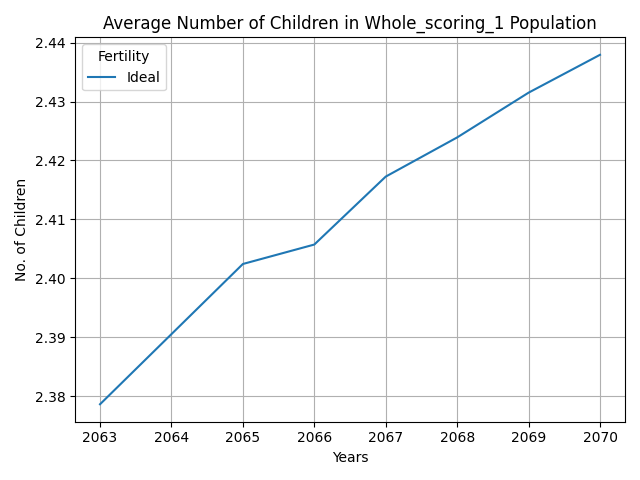 Average Number of Children in Whole_scoring_1 Population
Fertility
Ideal
No. of Children
2.44
2.43
2.42
2.41
2.40
2.39
2.38
2063 2064 2065 2066 2067 2068 2069 2070
Years